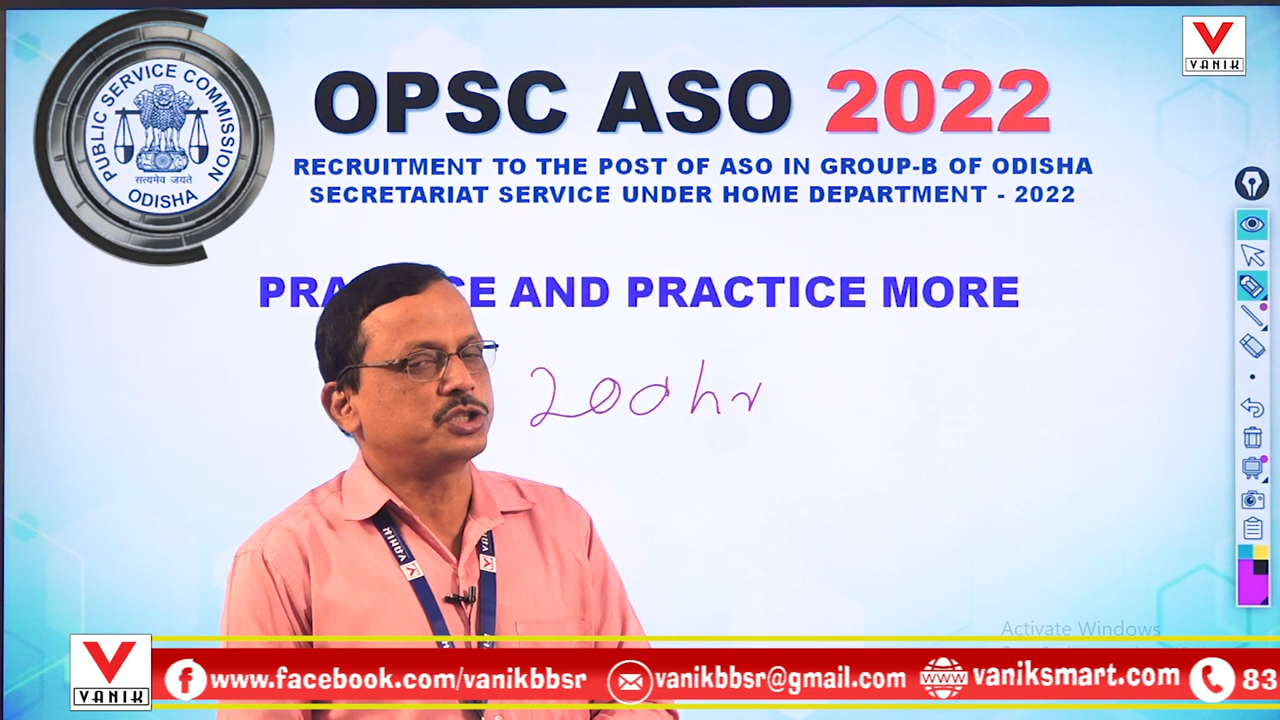 PUBLIC SERVICE COMMISSION
सत्यमेव जयते
ODISHA
OPSC ASO 2022
VANIK
RECRUITMENT TO THE POST OF ASO IN GROUP-B OF ODISHA
SECRETARIAT SERVICE UNDER HOME DEPARTMENT - 2022
AND PRACTICE MORE
200hr
VANIK
Activate Windows
VANIK
www.facebook.com/vanikbbsr
vanikbbsr@gmail.com
www
vaniksmart.com
83